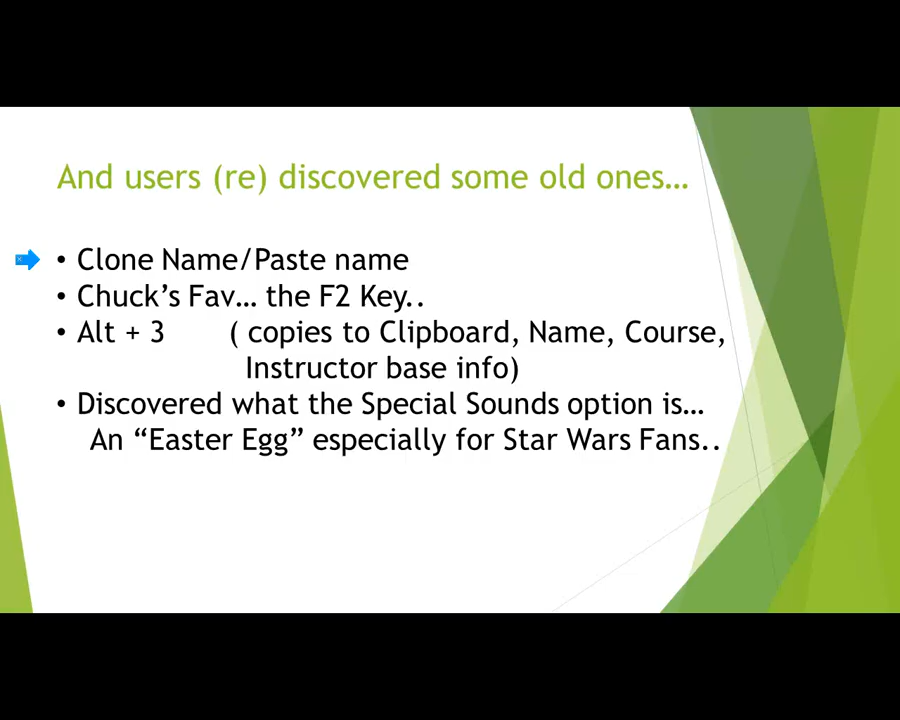 And users (re) discovered some old ones…
• Clone Name/Paste name
• Chuck’s Fav… the F2 Key..
• Alt + 3 ( copies to Clipboard, Name, Course,
Instructor base info)
• Discovered what the Special Sounds option is…
An “Easter Egg” especially for Star Wars Fans..